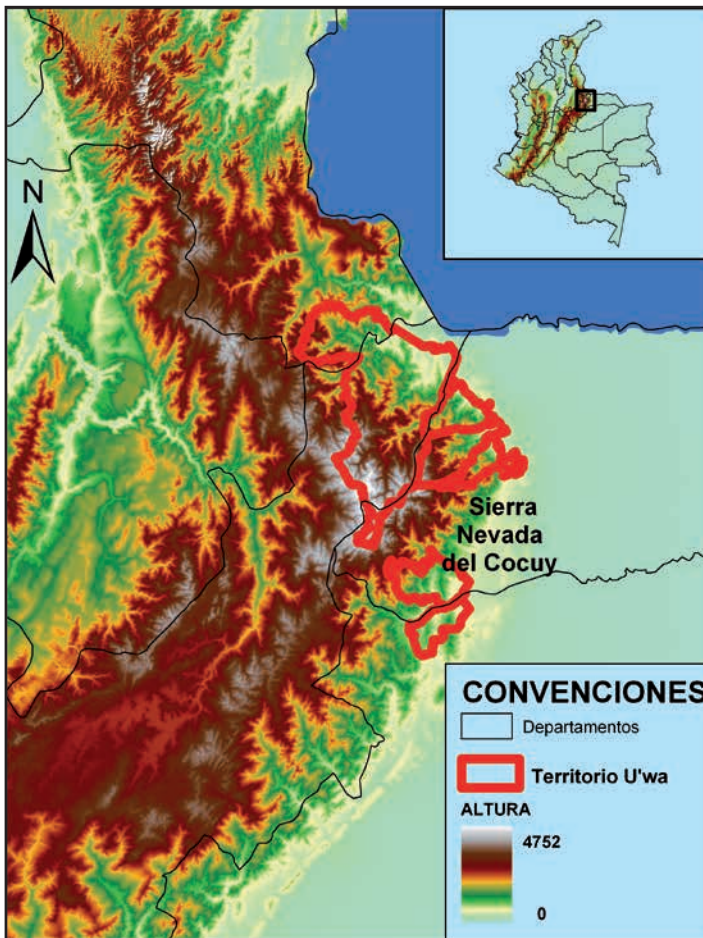 N
Sierra
Nevada
del Cocuy
CONVENCIONES
Departamentos
Territorio U'wa
ALTURA
4752
0